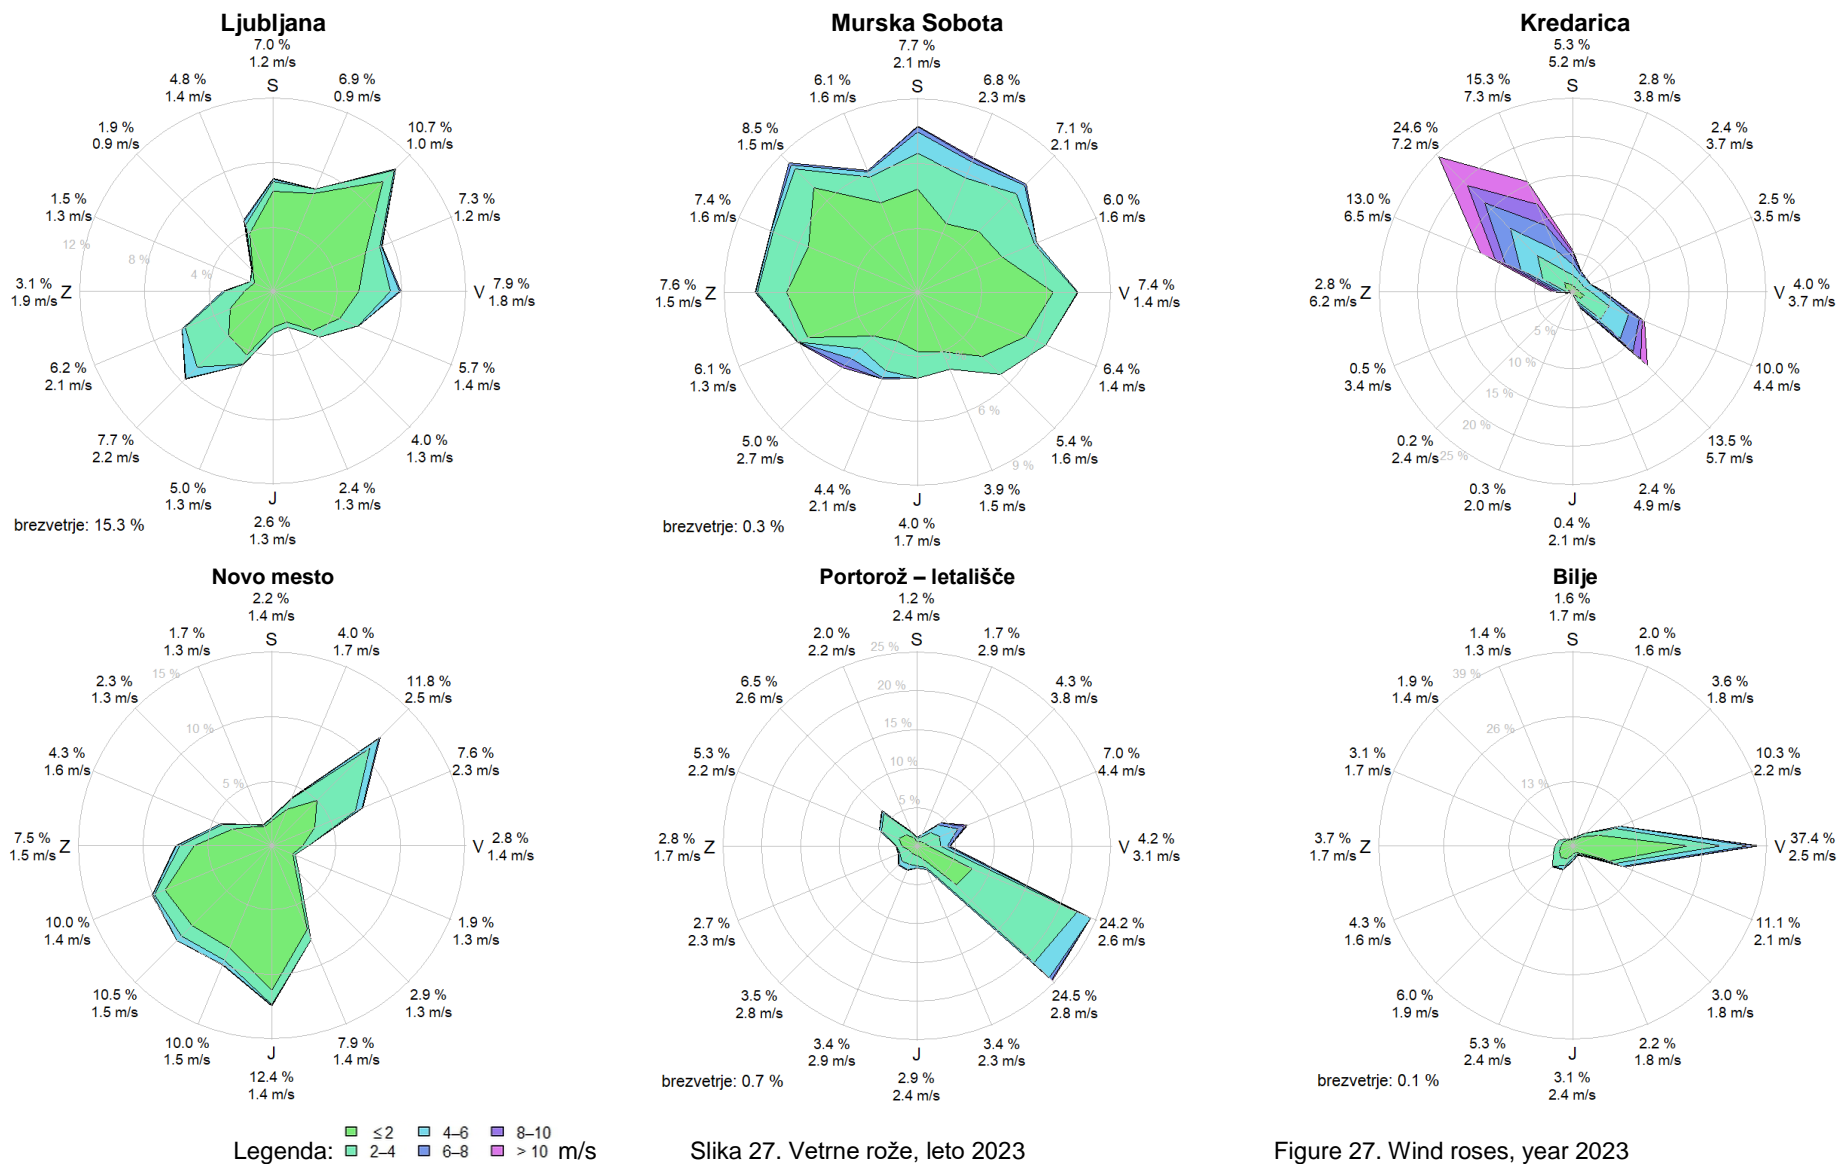 Ljubljana
7.0 %
1.2 m/s
S
6.9 %
0.9 m/s
10.7 %
1.0 m/s
7.3 %
1.2 m/s
V
7.9 %
1.8 m/s
5.7 %
1.4 m/s
4.0 %
1.3 m/s
2.4 %
1.3 m/s
J
2.6 %
1.3 m/s
5.0 %
1.3 m/s
7.7 %
2.2 m/s
6.2 %
2.1 m/s
3.1 %
1.9 m/s
Z
1.5 %
1.3 m/s
1.9 %
0.9 m/s
4.8 %
1.4 m/s
12 %
8 %
4 %
brezvetrje: 15.3 %
Murska Sobota
7.7 %
2.1 m/s
S
6.8 %
2.3 m/s
7.1 %
2.1 m/s
6.0 %
1.6 m/s
V
7.4 %
1.4 m/s
6.4 %
1.4 m/s
5.4 %
1.6 m/s
3.9 %
1.5 m/s
J
4.0 %
1.7 m/s
4.4 %
2.1 m/s
5.0 %
2.7 m/s
6.1 %
1.3 m/s
7.6 %
1.5 m/s
Z
7.4 %
1.6 m/s
8.5 %
1.5 m/s
6.1 %
1.6 m/s
6 %
9 %
brezvetrje: 0.3 %
Kredarica
5.3 %
5.2 m/s
S
2.8 %
3.8 m/s
2.4 %
3.7 m/s
2.5 %
3.5 m/s
V
4.0 %
3.7 m/s
10.0 %
4.4 m/s
13.5 %
5.7 m/s
2.4 %
4.9 m/s
J
0.4 %
2.1 m/s
0.3 %
2.0 m/s
0.2 %
2.4 m/s
0.5 %
3.4 m/s
2.8 %
6.2 m/s
Z
13.0 %
6.5 m/s
24.6 %
7.2 m/s
15.3 %
7.3 m/s
5 %
10 %
15 %
20 %
25 %
Novo mesto
2.2 %
1.4 m/s
S
4.0 %
1.7 m/s
11.8 %
2.5 m/s
7.6 %
2.3 m/s
V
2.8 %
1.4 m/s
1.9 %
1.3 m/s
2.9 %
1.3 m/s
7.9 %
1.4 m/s
J
12.4 %
1.4 m/s
10.0 %
1.5 m/s
10.5 %
1.5 m/s
10.0 %
1.4 m/s
7.5 %
1.5 m/s
Z
4.3 %
1.6 m/s
2.3 %
1.3 m/s
1.7 %
1.3 m/s
15 %
10 %
5 %
Portorož – letališče
1.2 %
2.4 m/s
S
1.7 %
2.9 m/s
4.3 %
3.8 m/s
7.0 %
4.4 m/s
V
4.2 %
3.1 m/s
24.2 %
2.6 m/s
24.5 %
2.8 m/s
3.4 %
2.3 m/s
J
2.9 %
2.4 m/s
3.4 %
2.9 m/s
3.5 %
2.8 m/s
2.7 %
2.3 m/s
2.8 %
1.7 m/s
Z
5.3 %
2.2 m/s
6.5 %
2.6 m/s
2.0 %
2.2 m/s
25 %
20 %
15 %
10 %
5 %
brezvetrje: 0.7 %
Bilje
1.6 %
1.7 m/s
S
2.0 %
1.6 m/s
3.6 %
1.8 m/s
10.3 %
2.2 m/s
V
37.4 %
2.5 m/s
11.1 %
2.1 m/s
3.0 %
1.8 m/s
2.2 %
1.8 m/s
J
3.1 %
2.4 m/s
5.3 %
2.4 m/s
6.0 %
1.9 m/s
4.3 %
1.6 m/s
3.7 %
1.7 m/s
Z
3.1 %
1.7 m/s
1.9 %
1.4 m/s
1.4 %
1.3 m/s
39 %
26 %
13 %
brezvetrje: 0.1 %
Legenda: ≤ 2 4–6 8–10
2–4 6–8 > 10 m/s
Slika 27. Vetrne rože, leto 2023
Figure 27. Wind roses, year 2023